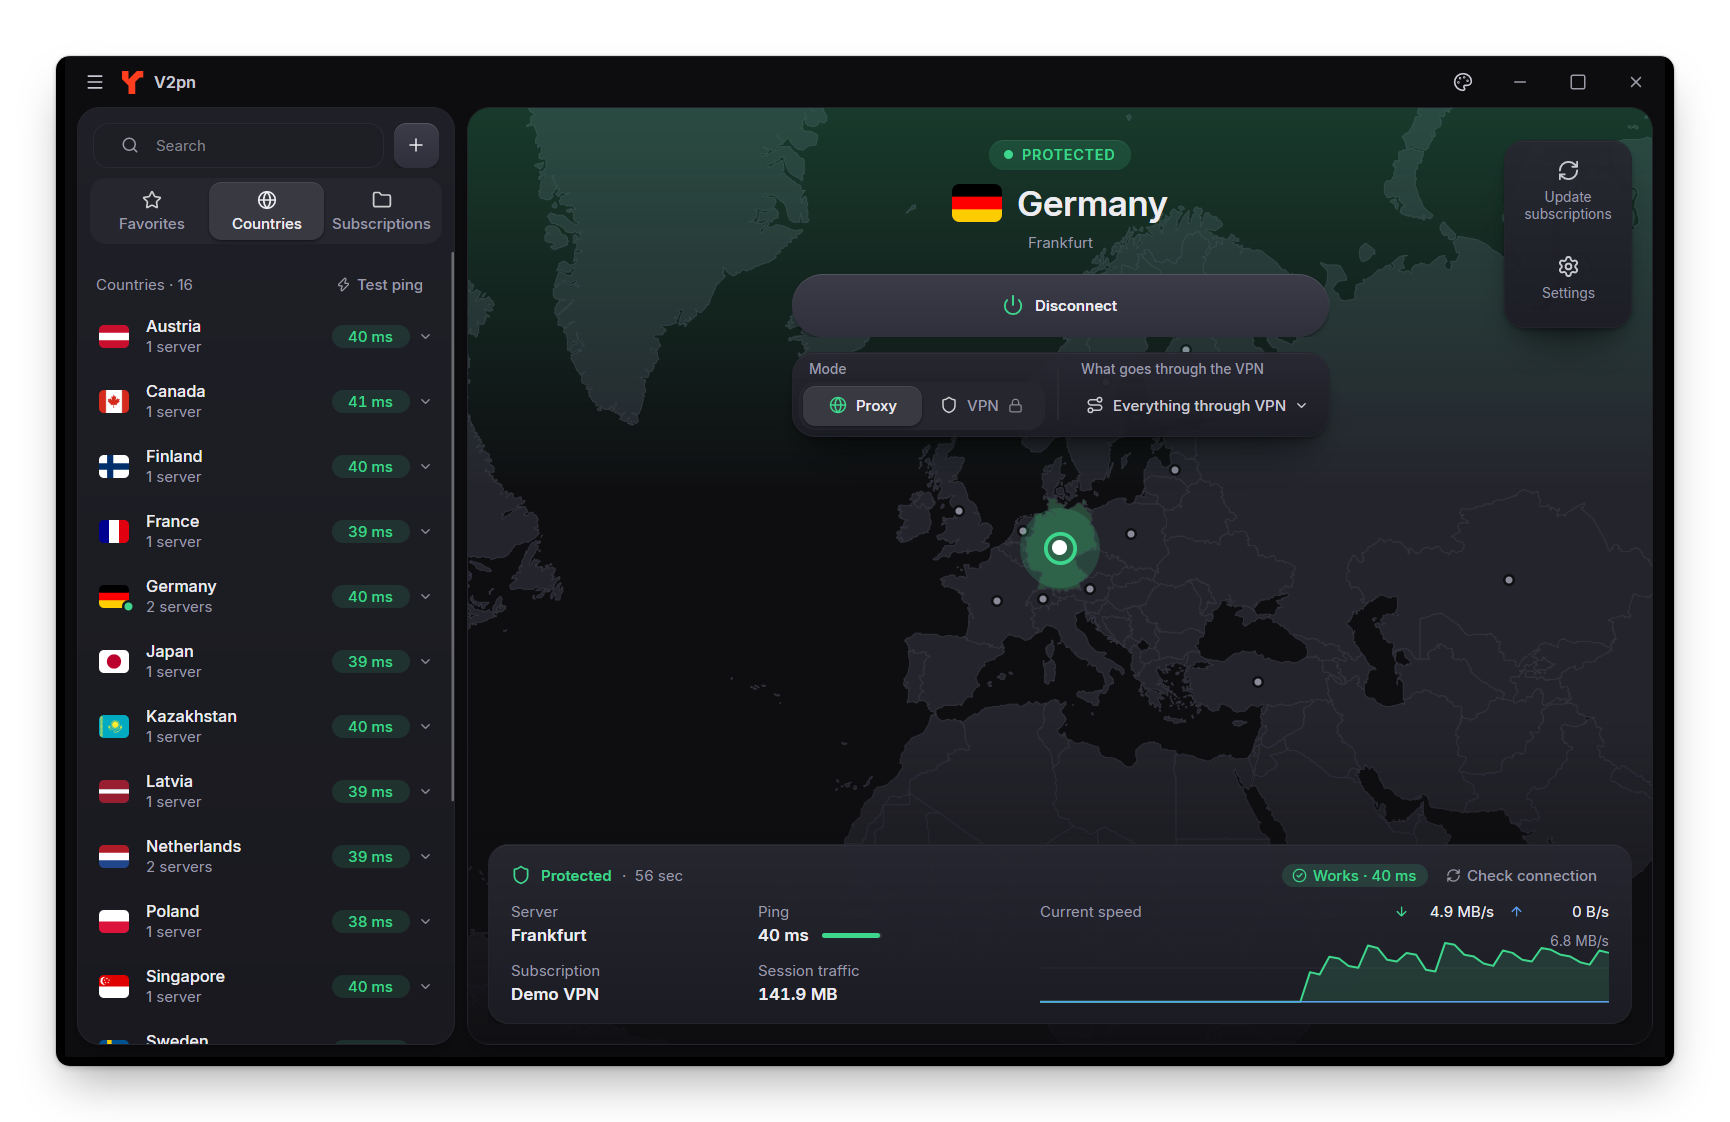 V2pn
Search
Favorites
Countries
Subscriptions
Countries · 16
Test ping
Austria
1 server
40 ms
Canada
1 server
41 ms
Finland
1 server
40 ms
France
1 server
39 ms
Germany
2 servers
40 ms
Japan
1 server
39 ms
Kazakhstan
1 server
40 ms
Latvia
1 server
39 ms
Netherlands
2 servers
39 ms
Poland
1 server
38 ms
Singapore
1 server
40 ms
Sweden
PROTECTED
Germany
Frankfurt
Disconnect
Mode
Proxy
VPN
What goes through the VPN
Everything through VPN
Update
subscriptions
Settings
Protected · 56 sec
Works · 40 ms
Check connection
Server
Frankfurt
Ping
40 ms
Subscription
Demo VPN
Session traffic
141.9 MB
Current speed
4.9 MB/s
0 B/s
6.8 MB/s